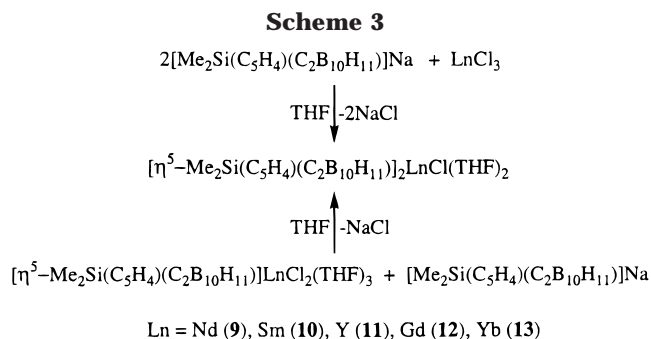 Scheme 3
2[Me₂Si(C₅H₄)(C₂B₁₀H₁₁)]Na + LnCl₃
THF -2NaCl
[η⁵–Me₂Si(C₅H₄)(C₂B₁₀H₁₁)]₂LnCl(THF)₂
THF -NaCl
[η⁵–Me₂Si(C₅H₄)(C₂B₁₀H₁₁)]LnCl₂(THF)₃ + [Me₂Si(C₅H₄)(C₂B₁₀H₁₁)]Na
Ln = Nd (9), Sm (10), Y (11), Gd (12), Yb (13)